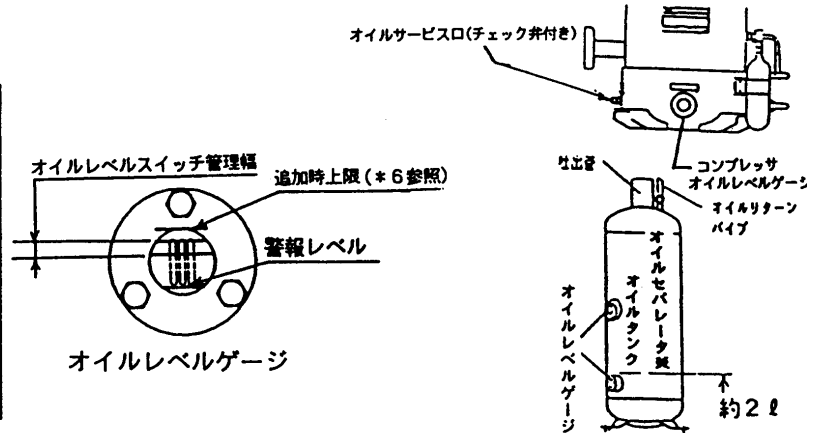 オイルサービス口(チェック弁付き)
オイルレベルスイッチ管理幅
追加時上限(*6参照)
警報レベル
オイルレベルゲージ
コンプレッサ
オイルレベルゲージ
吐出管
オイルリターン
パイプ
オイルセパレータ兼
オイルタンク
オイルレベルゲージ
約2ℓ